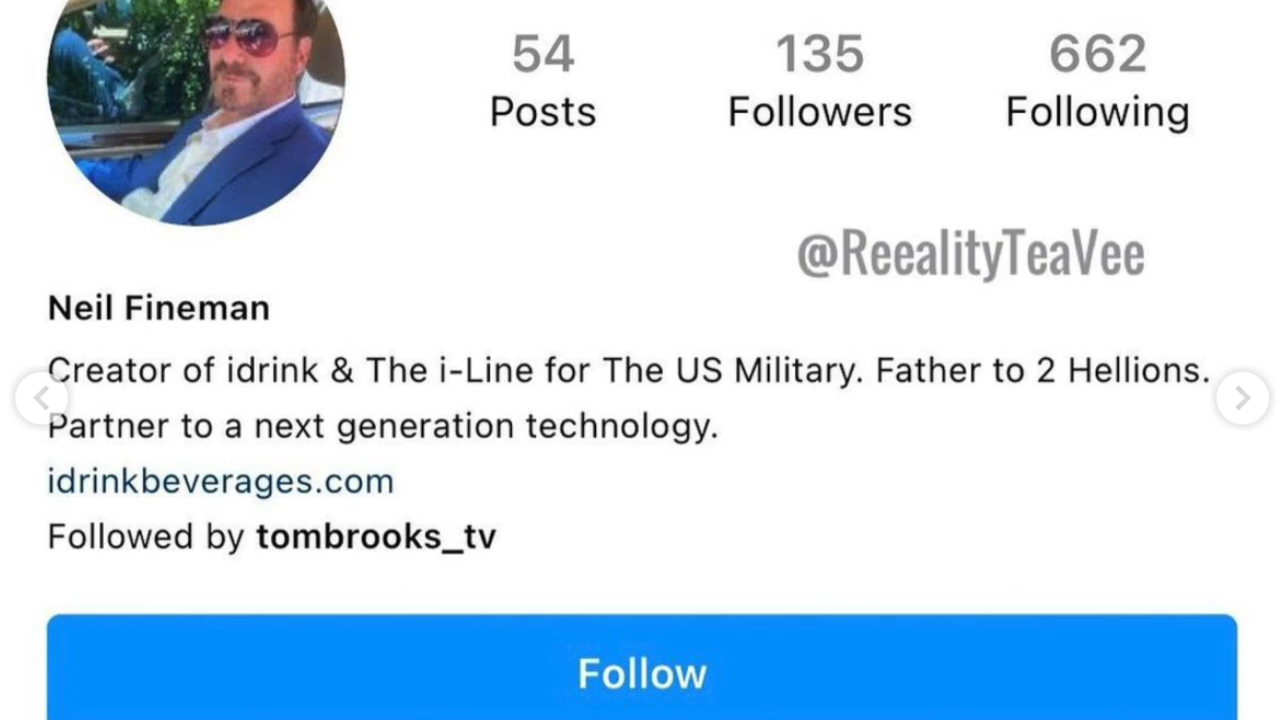 54 135 662
Posts Followers Following
@ReealityTeaVee
Neil Fineman
Creator of idrink & The i-Line for The US Military. Father to 2 Hellions.
Partner to a next generation technology.
idrinkbeverages.com
Followed by tombrooks_tv
Follow